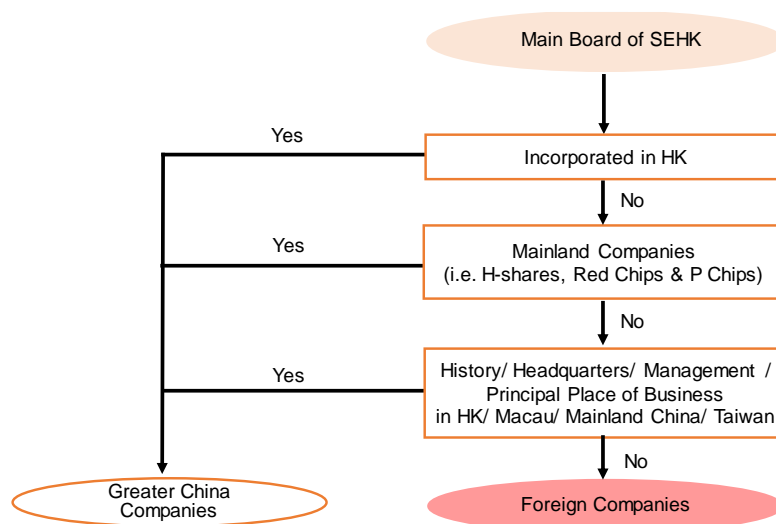 Main Board of SEHK
Yes
Incorporated in HK
No
Yes
Mainland Companies
(i.e. H-shares, Red Chips & P Chips)
No
Yes
History/ Headquarters/ Management /
Principal Place of Business
in HK/ Macau/ Mainland China/ Taiwan
No
Greater China
Companies
Foreign Companies